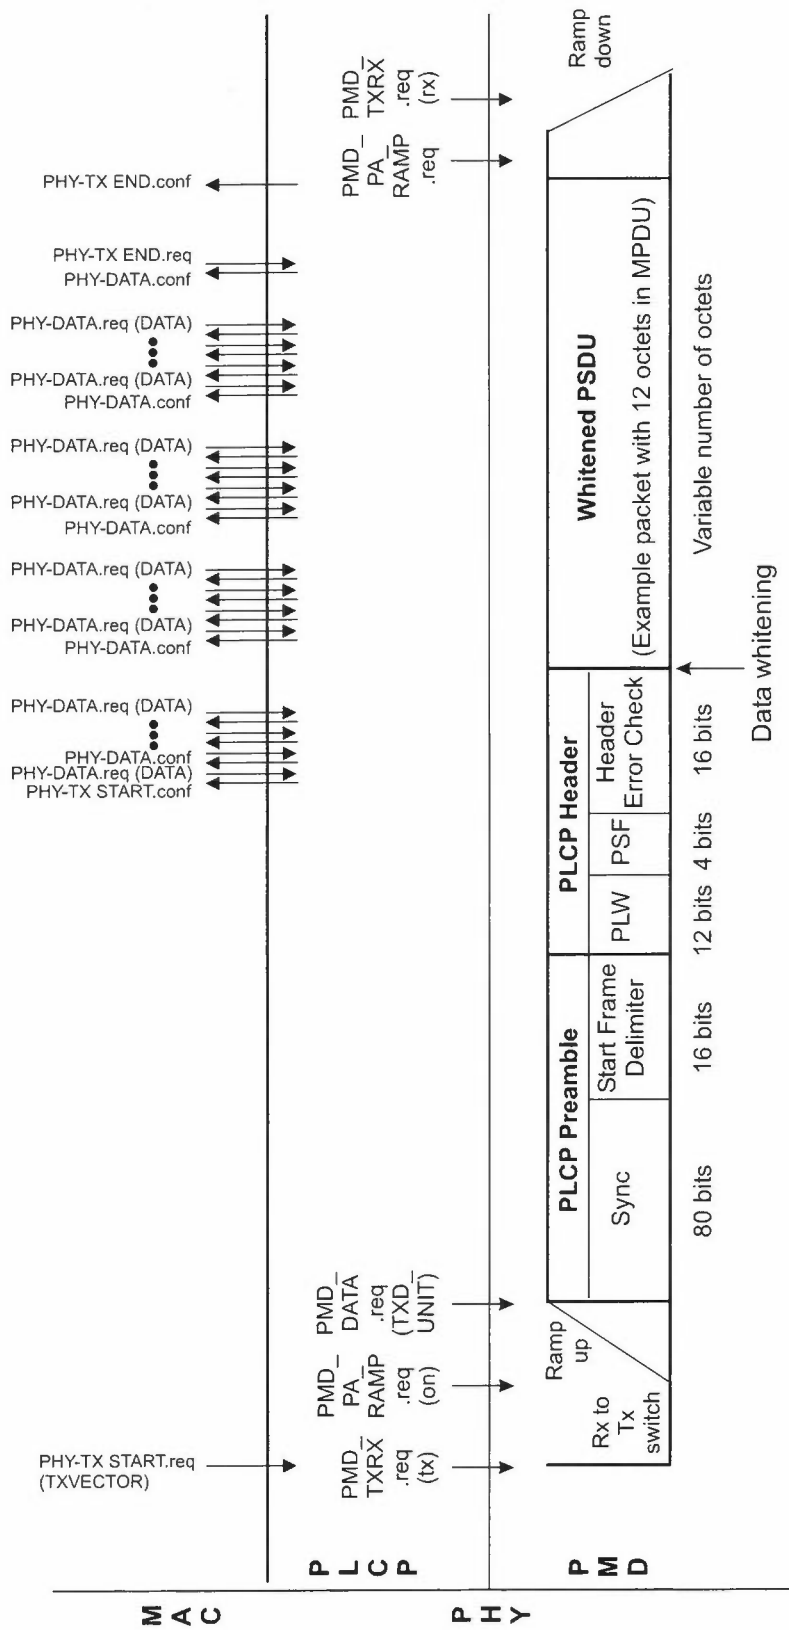 Ramp
down
PMD_
TXRX
.req
(rx)
PMD_
PA_
RAMP
.req
PHY-TX END.conf
PHY-TX END.req
PHY-DATA.conf
PHY-DATA.req (DATA)
PHY-DATA.req (DATA)
PHY-DATA.conf
PHY-DATA.req (DATA)
PHY-DATA.req (DATA)
PHY-DATA.conf
PHY-DATA.req (DATA)
PHY-DATA.req (DATA)
PHY-DATA.conf
PHY-DATA.req (DATA)
PHY-DATA.conf
PHY-DATA.req (DATA)
PHY-TX START.conf
Whitened PSDU
(Example packet with 12 octets in MPDU)
Variable number of octets
Data whitening
PLCP Header
Header
Error Check
16 bits
PSF
4 bits
PLW
12 bits
PLCP Preamble
Start Frame
Delimiter
16 bits
Sync
80 bits
PMD_
DATA
.req
(TXD_
UNIT)
PMD_
PA_
RAMP
.req
(on)
Ramp
up
PHY-TX START.req
(TXVECTOR)
PMD_
TXRX
.req
(tx)
Rx to
Tx
switch
MAC
PLCP
PHY
PMD